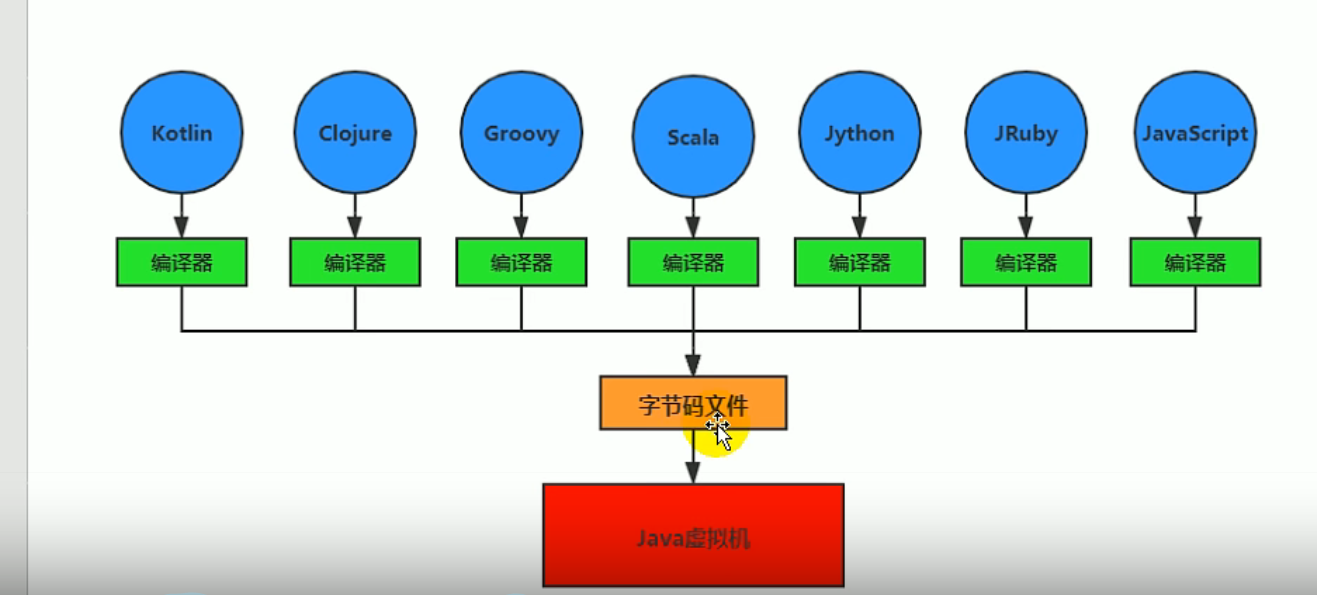 Kotlin
Clojure
Groovy
Scala
Jython
JRuby
JavaScript
编译器
编译器
编译器
编译器
编译器
编译器
编译器
字节码文件
Java虚拟机